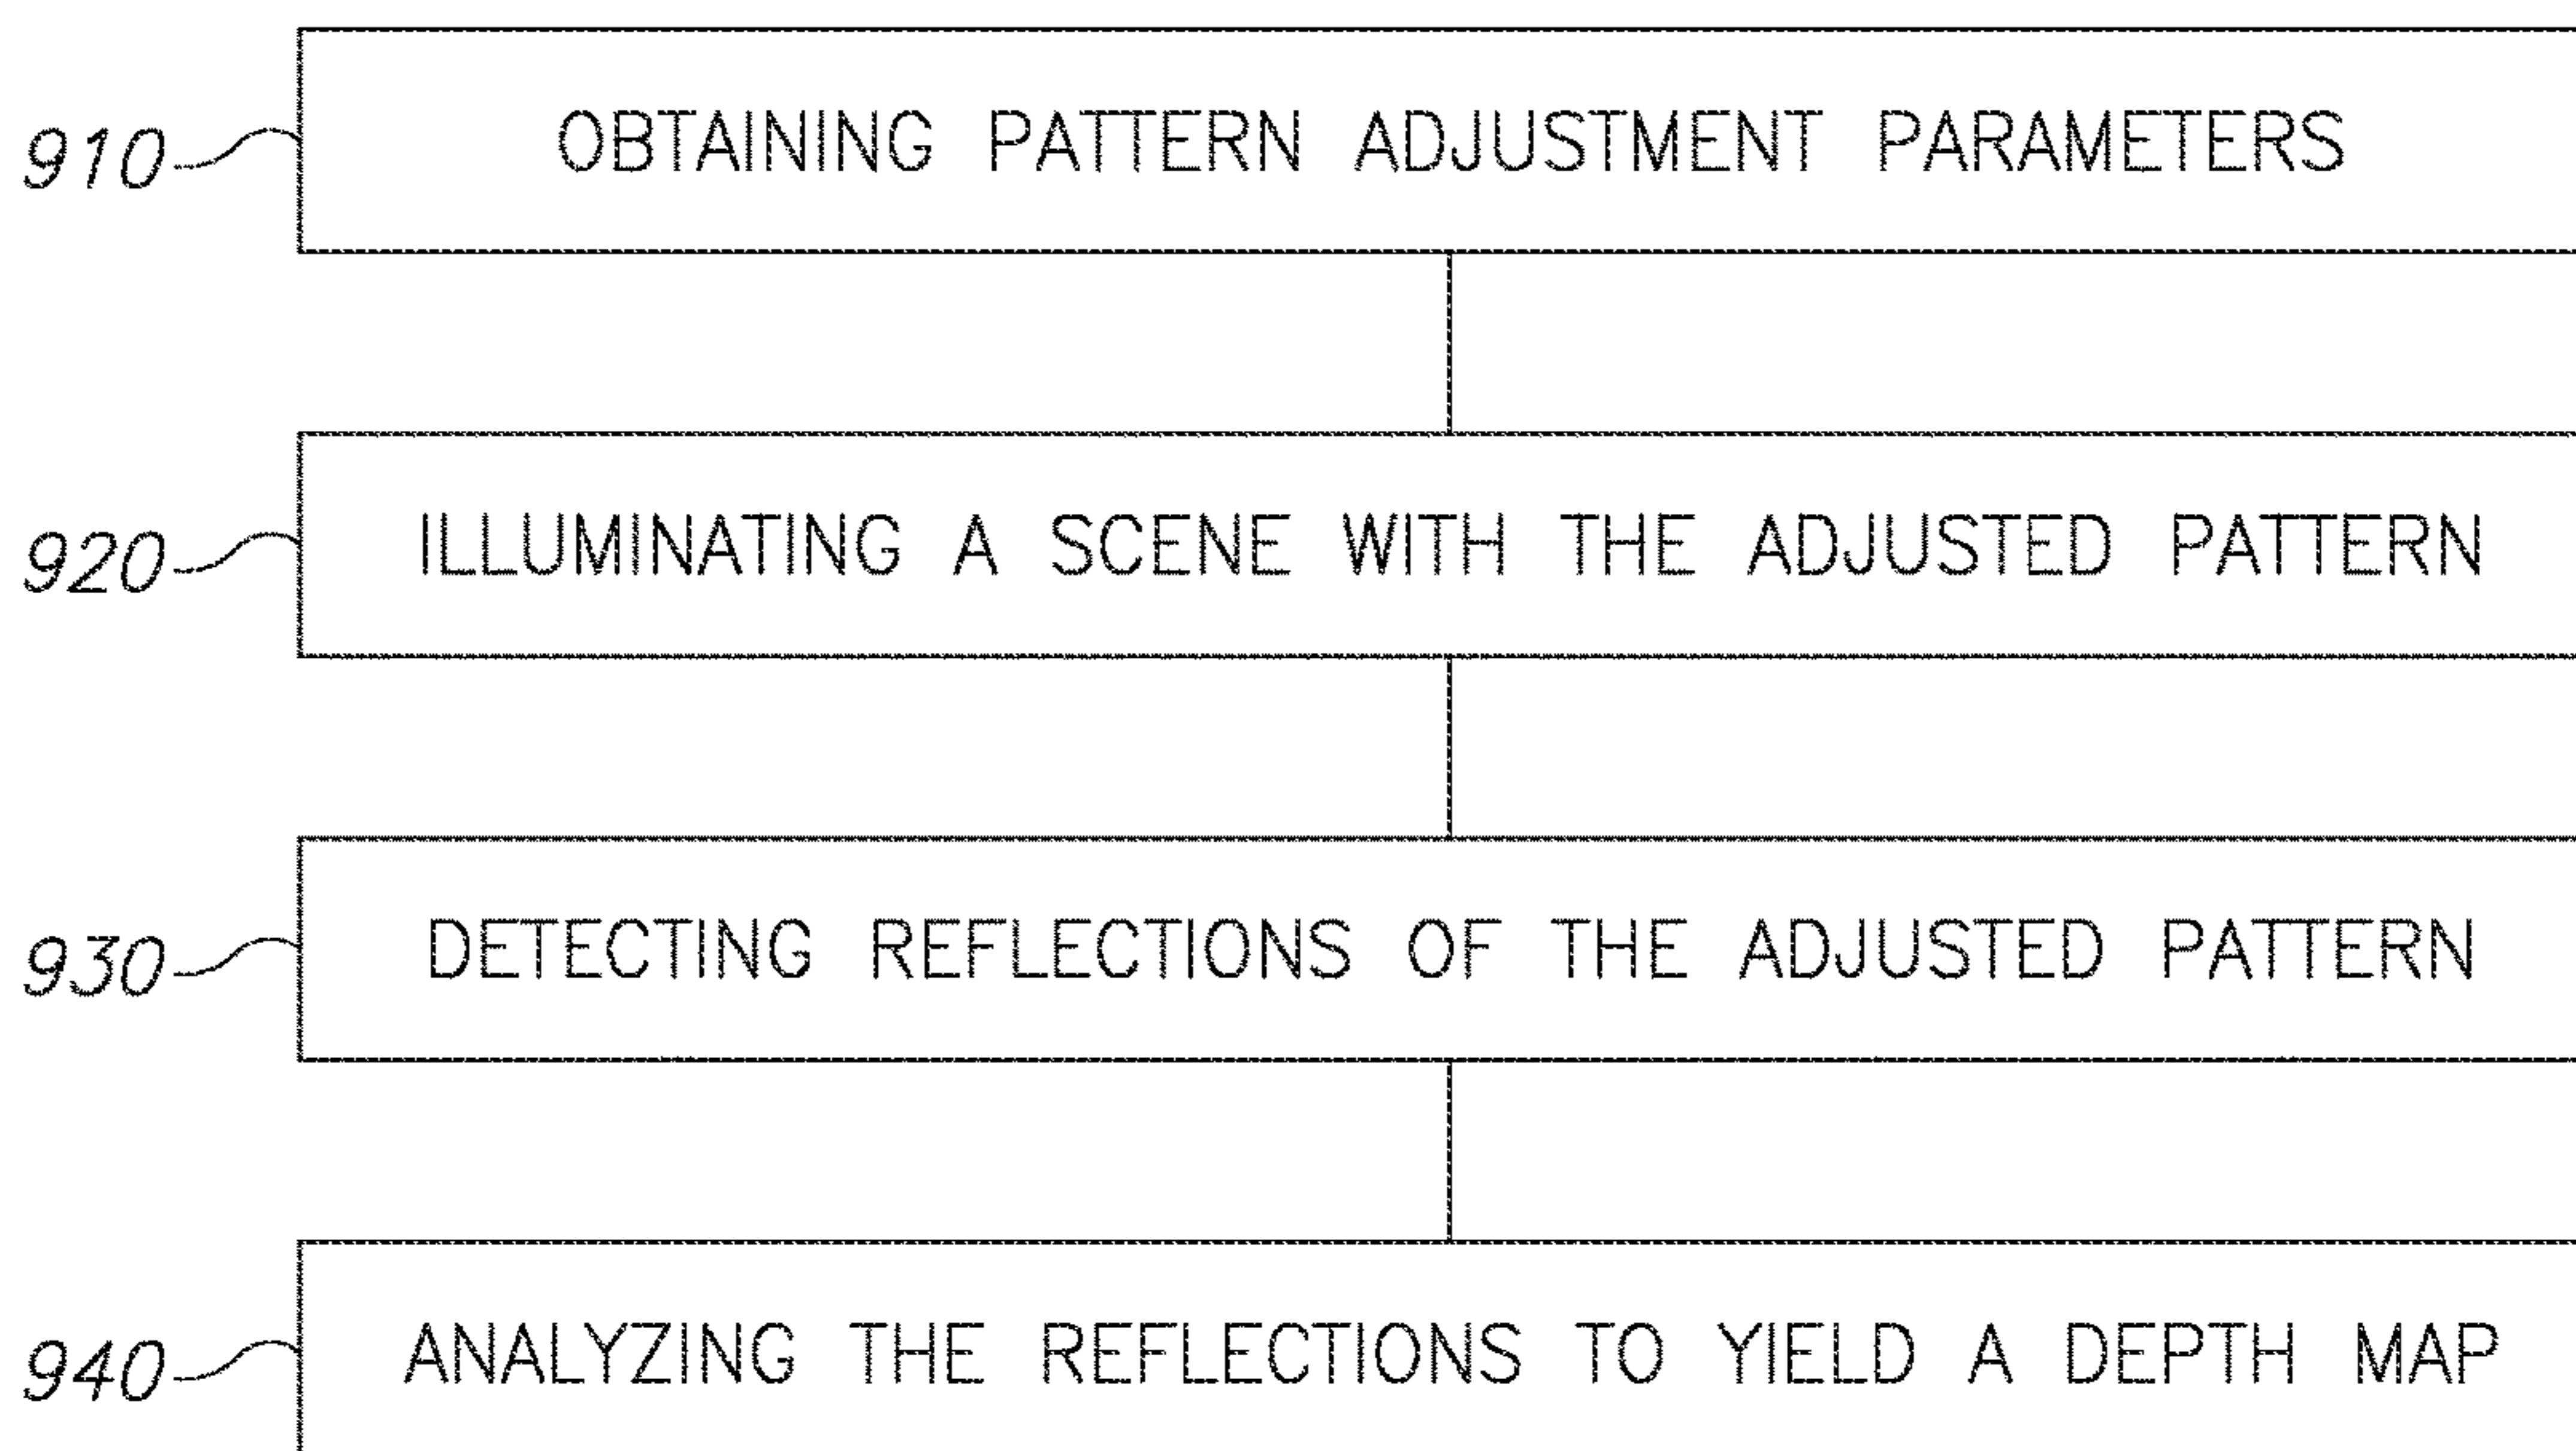 910 OBTAINING PATTERN ADJUSTMENT PARAMETERS
920 ILLUMINATING A SCENE WITH THE ADJUSTED PATTERN
930 DETECTING REFLECTIONS OF THE ADJUSTED PATTERN
940 ANALYZING THE REFLECTIONS TO YIELD A DEPTH MAP